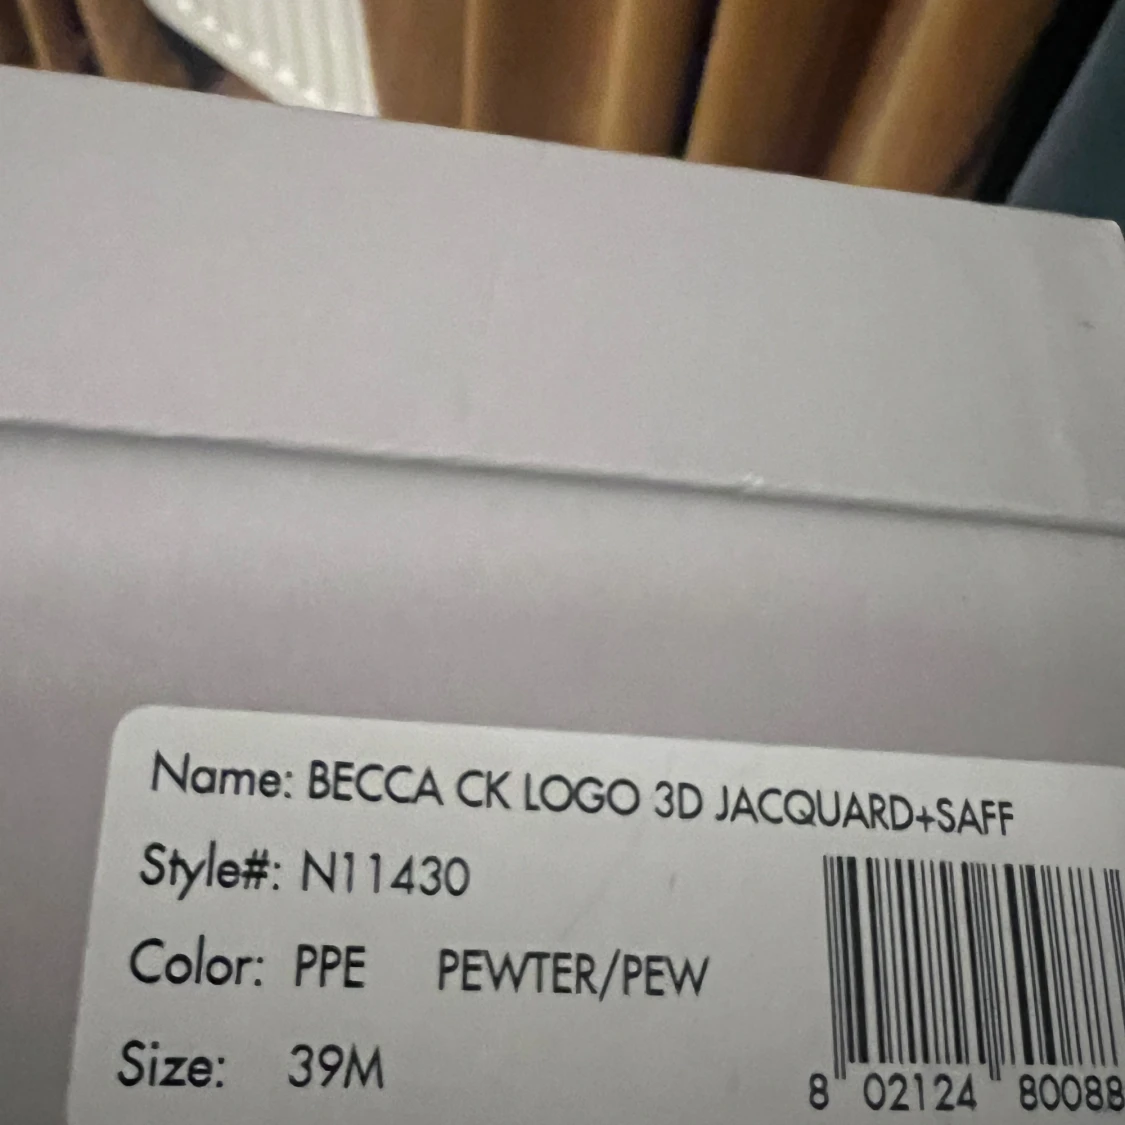 Name: BECCA CK LOGO 3D JACQUARD+SAFF
Style#: N11430
Color: PPE PEWTER/PEW
Size: 39M
8 02124 80088